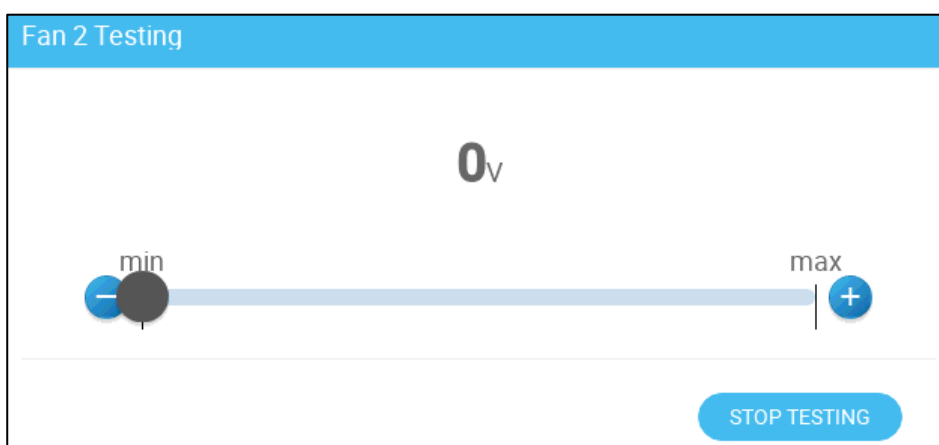 Fan 2 Testing
0V
min max
− +
STOP TESTING